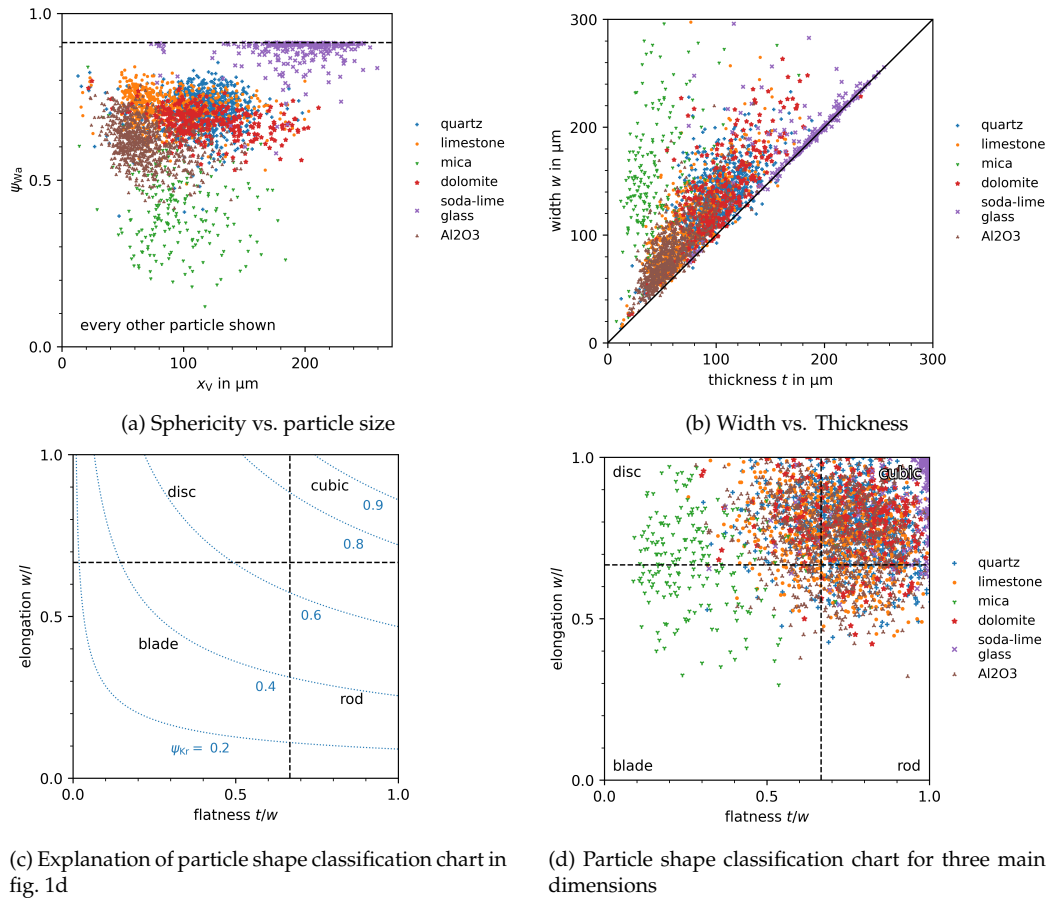 1.0
0.5
0.0
ψWa
0
100
200
xV in µm
every other particle shown
quartz
limestone
mica
dolomite
soda-lime
glass
Al2O3
(a) Sphericity vs. particle size
300
200
100
0
width w in µm
0
100
200
300
thickness t in µm
quartz
limestone
mica
dolomite
soda-lime
glass
Al2O3
(b) Width vs. Thickness
1.0
0.5
0.0
elongation w/l
disc
cubic
0.9
0.8
0.6
blade
0.4
rod
ψKr = 0.2
0.0
0.5
1.0
flatness t/w
(c) Explanation of particle shape classification chart in
fig. 1d
1.0
0.5
0.0
elongation w/l
disc
cubic
blade
rod
0.0
0.5
1.0
flatness t/w
quartz
limestone
mica
dolomite
soda-lime
glass
Al2O3
(d) Particle shape classification chart for three main
dimensions